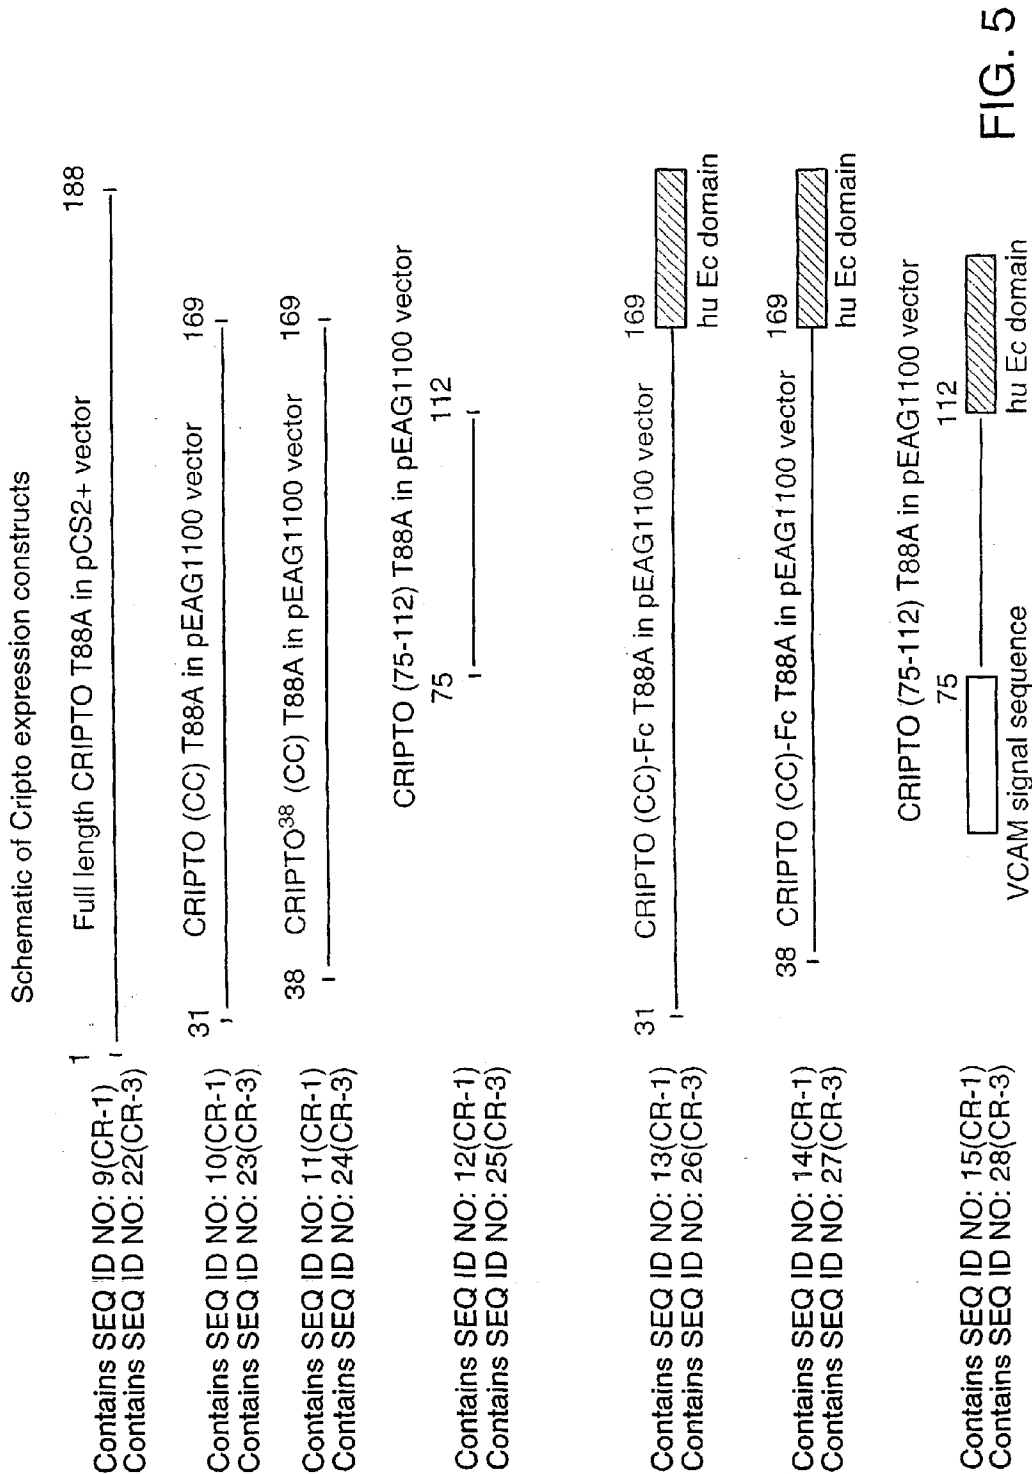 Schematic of Cripto expression constructs
Full length CRIPTO T88A in pCS2+ vector
1
188
Contains SEQ ID NO: 9(CR-1)
Contains SEQ ID NO: 22(CR-3)
CRIPTO (CC) T88A in pEAG1100 vector
31
169
Contains SEQ ID NO: 10(CR-1)
Contains SEQ ID NO: 23(CR-3)
38 CRIPTO³⁸ (CC) T88A in pEAG1100 vector 169
Contains SEQ ID NO: 11(CR-1)
Contains SEQ ID NO: 24(CR-3)
CRIPTO (75-112) T88A in pEAG1100 vector
75
112
Contains SEQ ID NO: 12(CR-1)
Contains SEQ ID NO: 25(CR-3)
31 CRIPTO (CC)-Fc T88A in pEAG1100 vector 169
hu Ec domain
Contains SEQ ID NO: 13(CR-1)
Contains SEQ ID NO: 26(CR-3)
38 CRIPTO (CC)-Fc T88A in pEAG1100 vector 169
hu Ec domain
Contains SEQ ID NO: 14(CR-1)
Contains SEQ ID NO: 27(CR-3)
CRIPTO (75-112) T88A in pEAG1100 vector
75
112
VCAM signal sequence
hu Ec domain
Contains SEQ ID NO: 15(CR-1)
Contains SEQ ID NO: 28(CR-3)
FIG. 5